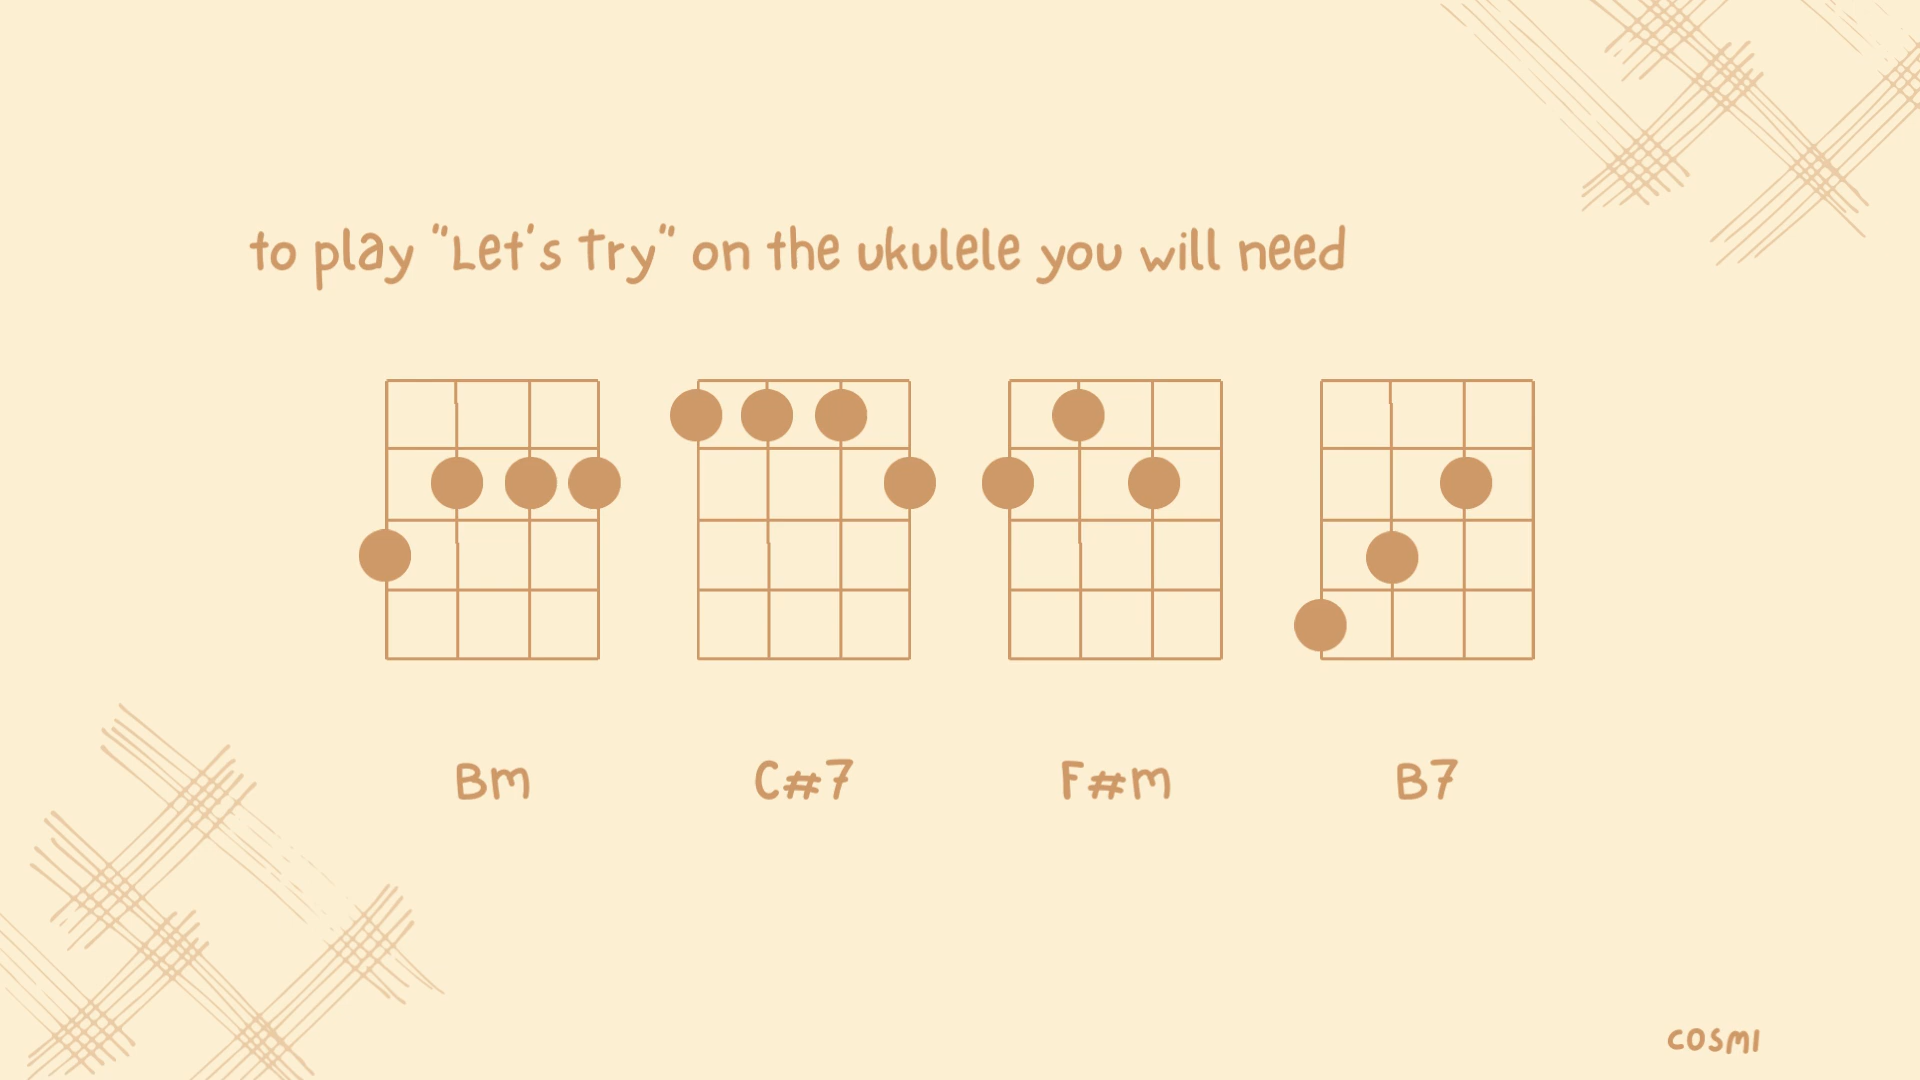 to play "Let's Try" on the ukulele you will need
Bm C#7 F#m B7
COSMI